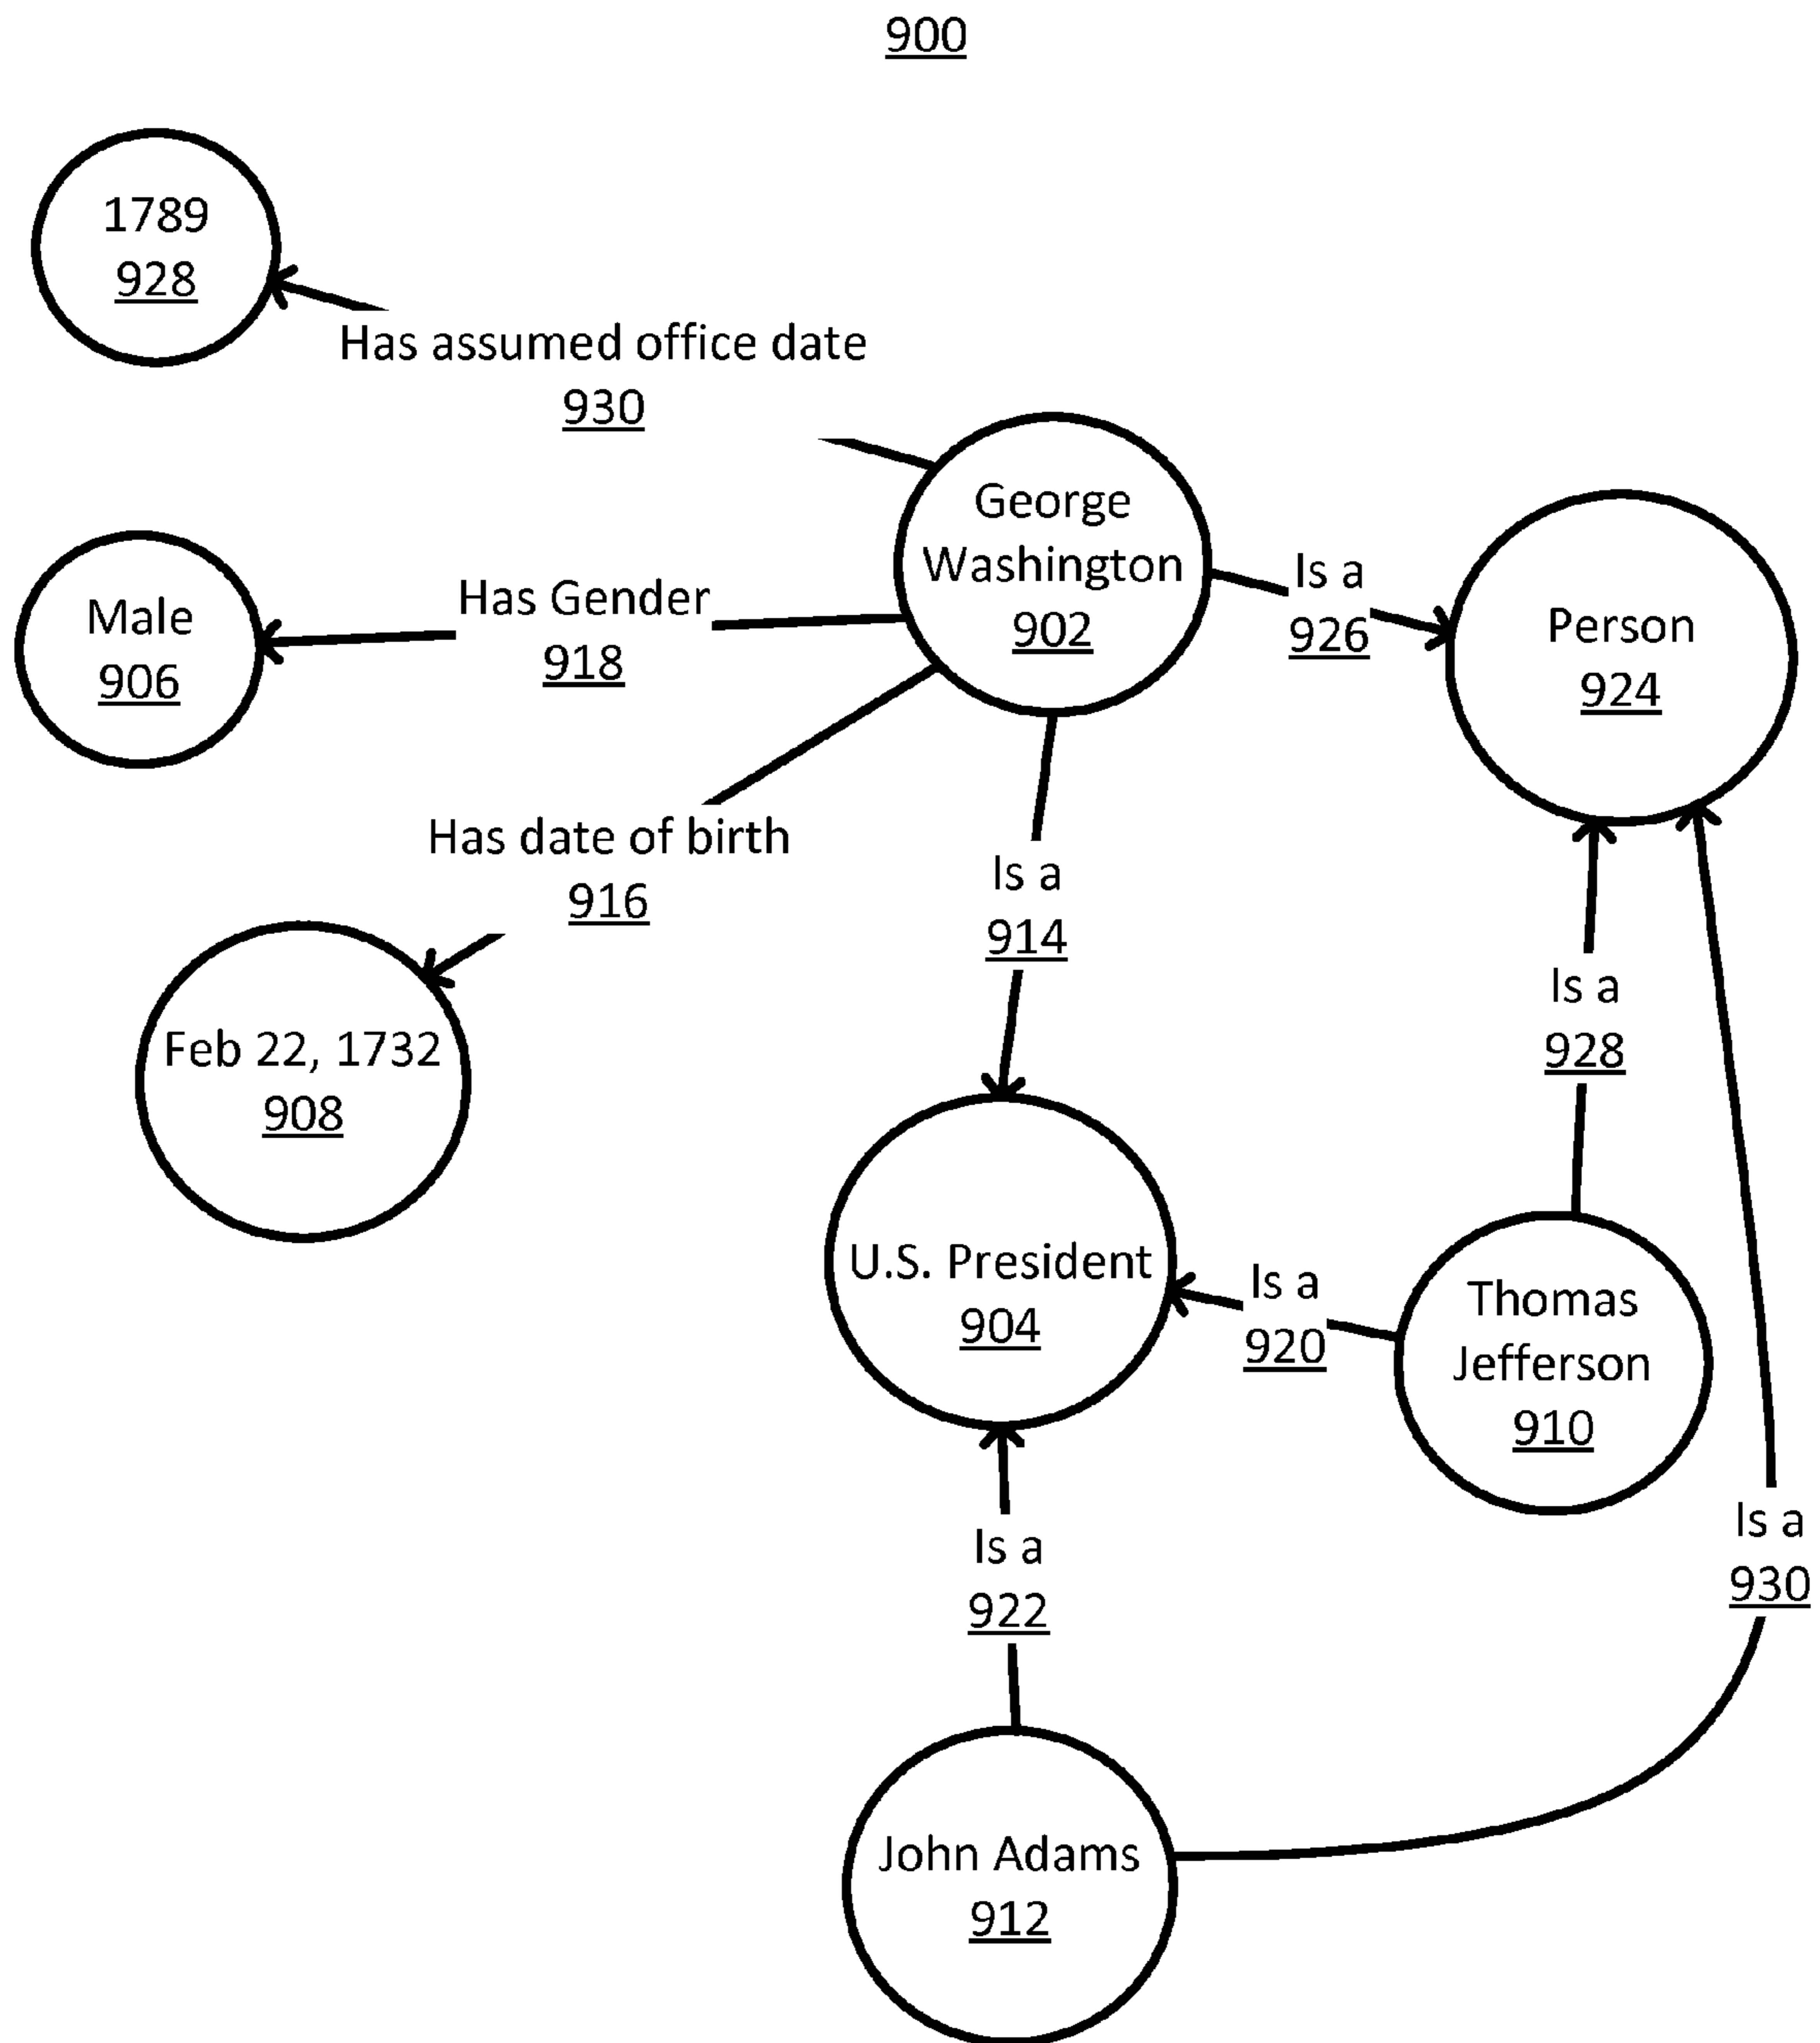 900
1789
928
Has assumed office date
930
George
Washington
902
Is a
926
Person
924
Male
906
Has Gender
918
Has date of birth
916
Is a
914
Feb 22, 1732
908
Is a
928
U.S. President
904
Is a
920
Thomas
Jefferson
910
Is a
922
Is a
930
John Adams
912